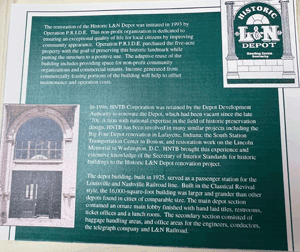 The restoration of the Historic L&N Depot was initiated in 1993 by
Operation P.R.I.D.E. This non-profit organization is dedicated to
ensuring an exceptional quality of life for local citizens by improving
community appearance. Operation P.R.I.D.E. purchased the five-acre
property with the goal of preserving this historic landmark while
putting the structure to a positive use. The adaptive reuse of the
building includes providing space for non-profit community
organizations and commercial tenants. Income generated from
commercially leasing portions of the building will help to offset
maintenance and operation costs.
HISTORIC
L&N
DEPOT
Bowling Green
Kentucky
In 1996, HNTB Corporation was retained by the Depot Development
Authority to renovate the Depot, which had been vacant since the late
'70s. A firm with national expertise in the field of historic preservation
design, HNTB has been involved in many similar projects including the
Big Four Depot renovation in Lafayette, Indiana; the South Station
Transportation Center in Boston; and restoration work on the Lincoln
Memorial in Washington, D.C. HNTB brought this experience and
extensive knowledge of the Secretary of Interior Standards for historic
buildings to the Historic L&N Depot renovation project.
The depot building, built in 1925, served as a passenger station for the
Louisville and Nashville Railroad line. Built in the Classical Revival
style, the 16,000-square-foot building was larger and grander than other
depots found in cities of comparable size. The main depot section
contained an ornate main lobby finished with hand laid tiles, restrooms,
ticket offices and a lunch room. The secondary section consisted of
baggage handling areas, and office areas for the engineers, conductors,
the telegraph company and L&N Railroad.